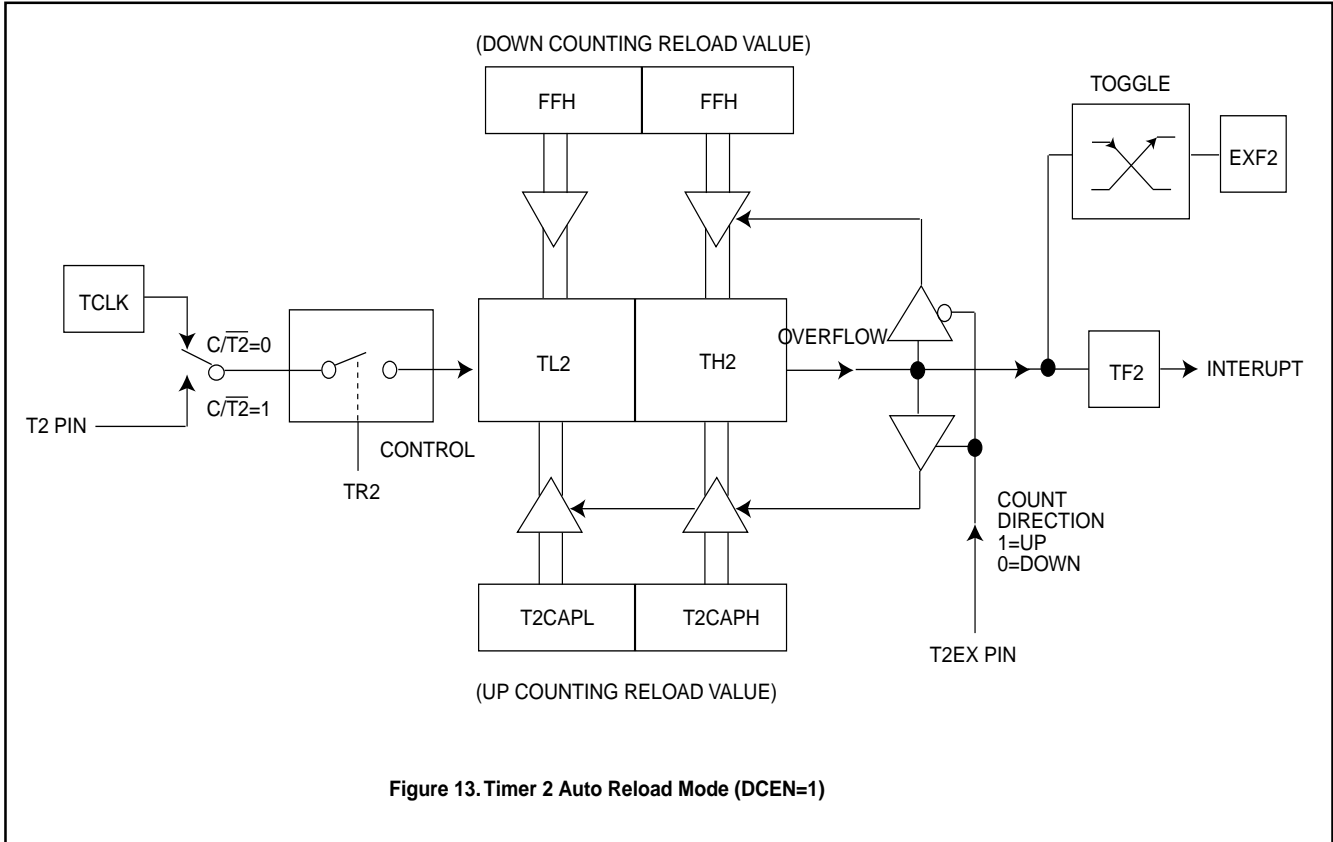 (DOWN COUNTING RELOAD VALUE)
FFH
FFH
TOGGLE
EXF2
TCLK
C/T2=0
C/T2=1
T2 PIN
CONTROL
TR2
TL2
TH2
OVERFLOW
TF2
INTERUPT
COUNT
DIRECTION
1=UP
0=DOWN
T2CAPL
T2CAPH
T2EX PIN
(UP COUNTING RELOAD VALUE)
Figure 13. Timer 2 Auto Reload Mode (DCEN=1)